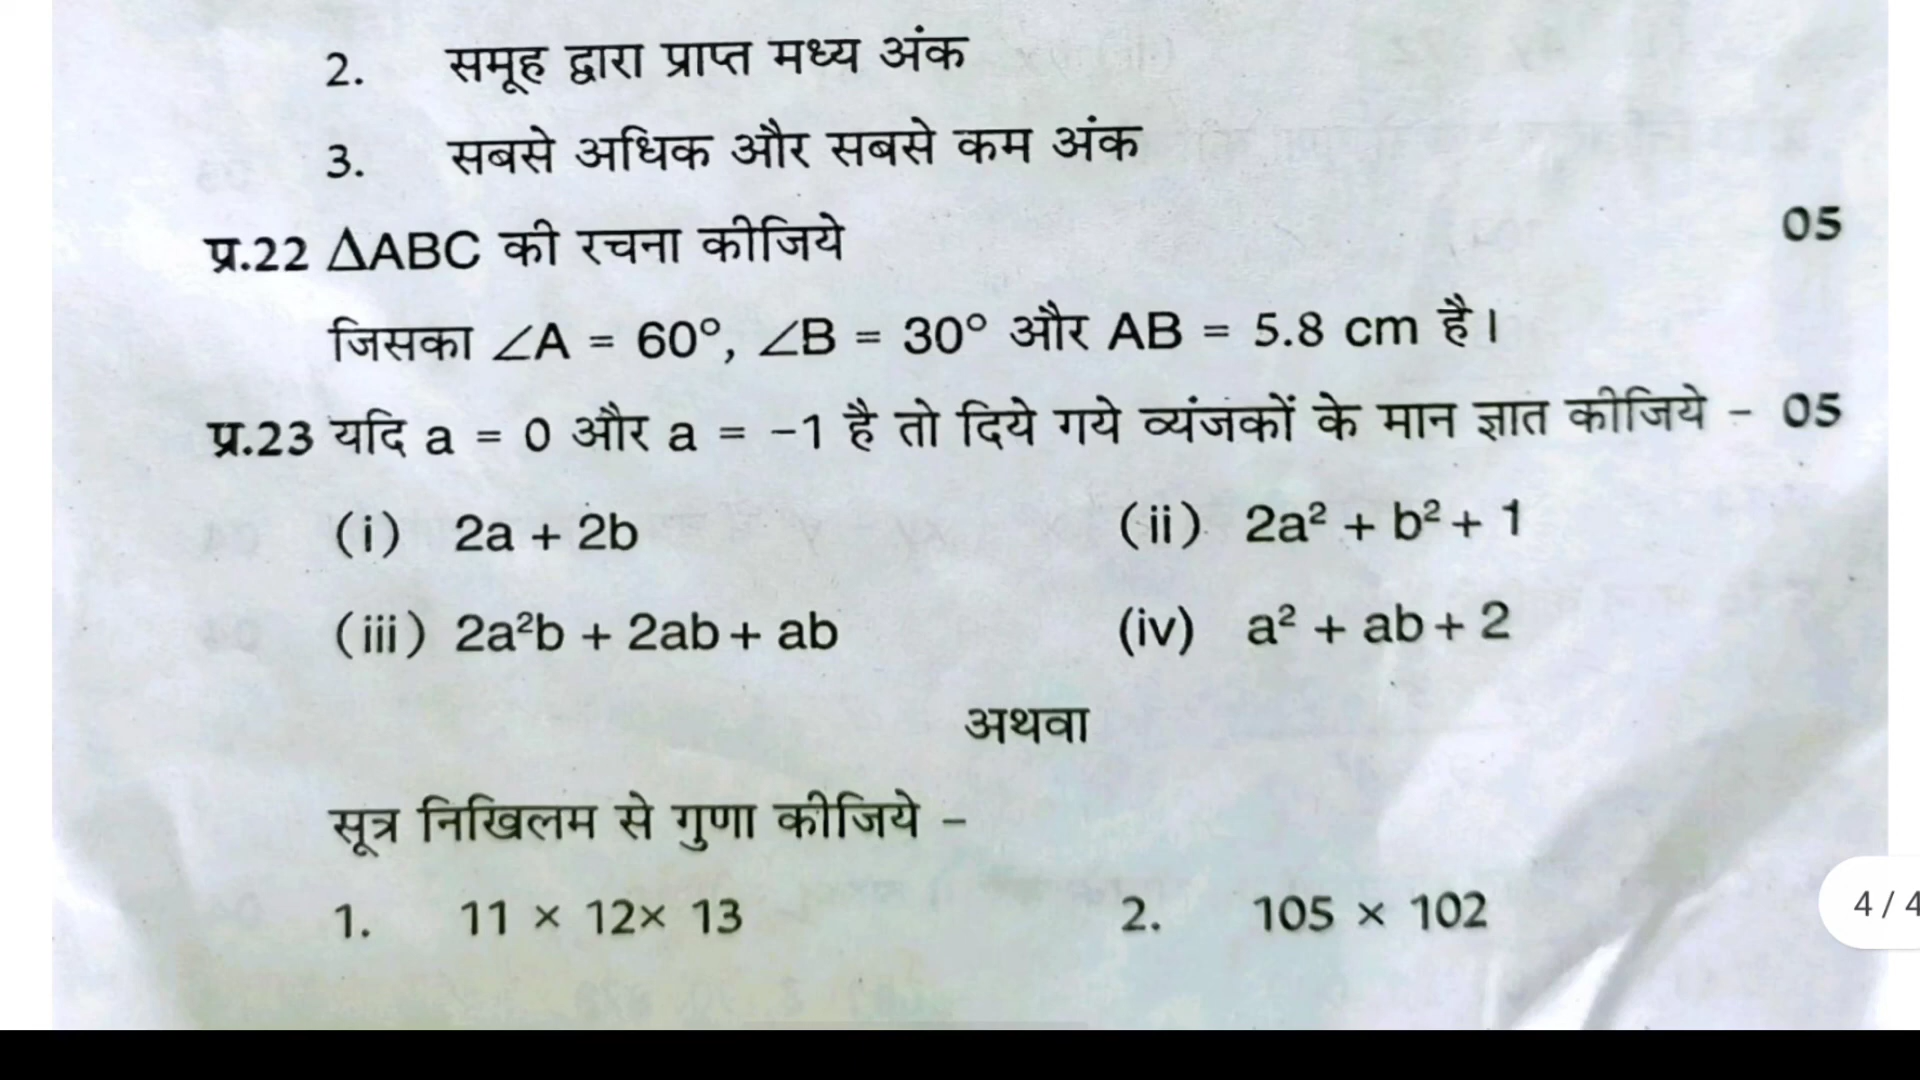 2. समूह द्वारा प्राप्त मध्य अंक
3. सबसे अधिक और सबसे कम अंक
प्र.22 ΔABC की रचना कीजिये 05
जिसका ∠A = 60°, ∠B = 30° और AB = 5.8 cm है।
प्र.23 यदि a = 0 और a = -1 है तो दिये गये व्यंजकों के मान ज्ञात कीजिये - 05
(i) 2a + 2b (ii) 2a² + b² + 1
(iii) 2a²b + 2ab + ab (iv) a² + ab + 2
अथवा
सूत्र निखिलम से गुणा कीजिये -
1. 11 × 12× 13 2. 105 × 102
4 / 4